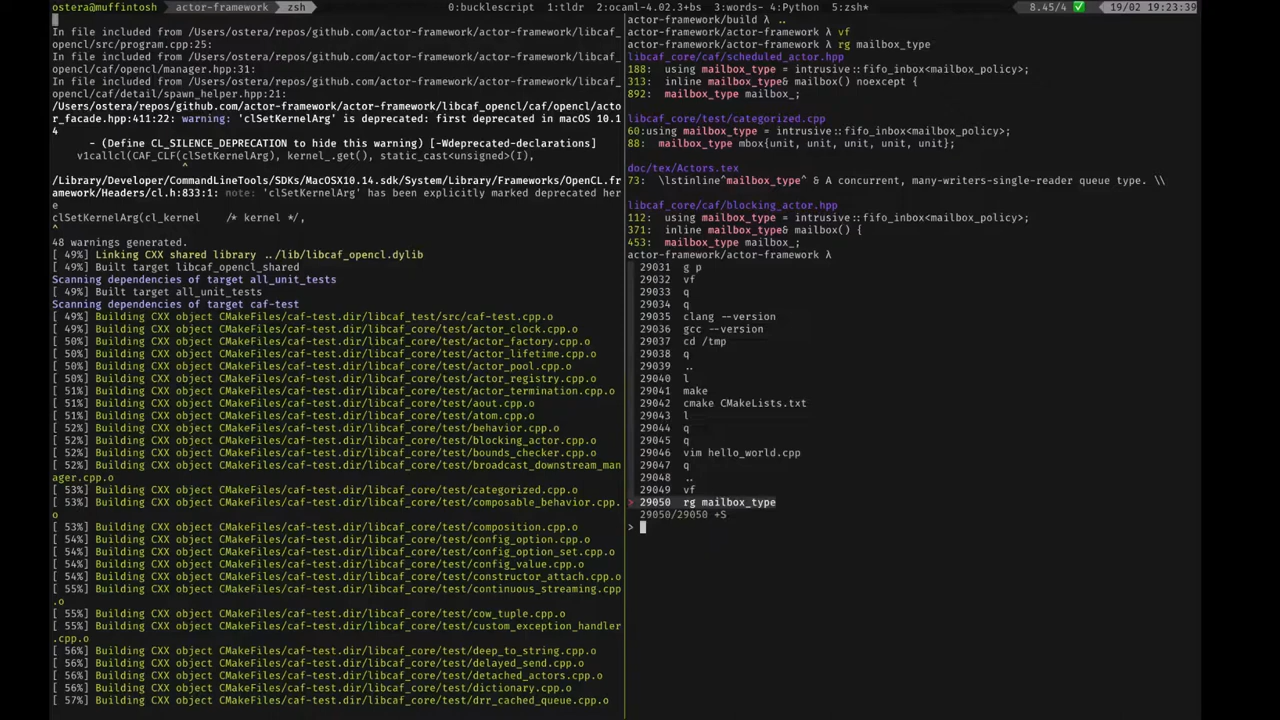 ostera@muffintosh actor-framework zsh 0:bucklescript 1:tldr 2:ocaml-4.02.3+bs 3:words- 4:Python 5:zsh* 8.45/4 ✅ 19/02 19:23:39
In file included from /Users/ostera/repos/github.com/actor-framework/actor-framework/libcaf_
opencl/src/program.cpp:25:
In file included from /Users/ostera/repos/github.com/actor-framework/actor-framework/libcaf_
opencl/caf/opencl/manager.hpp:31:
In file included from /Users/ostera/repos/github.com/actor-framework/actor-framework/libcaf_
opencl/caf/detail/spawn_helper.hpp:21:
/Users/ostera/repos/github.com/actor-framework/actor-framework/libcaf_opencl/caf/opencl/acto
r_facade.hpp:411:22: warning: 'clSetKernelArg' is deprecated: first deprecated in macOS 10.1
4
- (Define CL_SILENCE_DEPRECATION to hide this warning) [-Wdeprecated-declarations]
v1callcl(CAF_CLF(clSetKernelArg), kernel_.get(), static_cast<unsigned>(I),
^
/Library/Developer/CommandLineTools/SDKs/MacOSX10.14.sdk/System/Library/Frameworks/OpenCL.fr
amework/Headers/cl.h:833:1: note: 'clSetKernelArg' has been explicitly marked deprecated her
e
clSetKernelArg(cl_kernel /* kernel */,
^
48 warnings generated.
[ 49%] Linking CXX shared library ../lib/libcaf_opencl.dylib
[ 49%] Built target libcaf_opencl_shared
Scanning dependencies of target all_unit_tests
[ 49%] Built target all_unit_tests
Scanning dependencies of target caf-test
[ 49%] Building CXX object CMakeFiles/caf-test.dir/libcaf_test/src/caf-test.cpp.o
[ 49%] Building CXX object CMakeFiles/caf-test.dir/libcaf_core/test/actor_clock.cpp.o
[ 50%] Building CXX object CMakeFiles/caf-test.dir/libcaf_core/test/actor_factory.cpp.o
[ 50%] Building CXX object CMakeFiles/caf-test.dir/libcaf_core/test/actor_lifetime.cpp.o
[ 50%] Building CXX object CMakeFiles/caf-test.dir/libcaf_core/test/actor_pool.cpp.o
[ 50%] Building CXX object CMakeFiles/caf-test.dir/libcaf_core/test/actor_registry.cpp.o
[ 51%] Building CXX object CMakeFiles/caf-test.dir/libcaf_core/test/actor_termination.cpp.o
[ 51%] Building CXX object CMakeFiles/caf-test.dir/libcaf_core/test/aout.cpp.o
[ 51%] Building CXX object CMakeFiles/caf-test.dir/libcaf_core/test/atom.cpp.o
[ 52%] Building CXX object CMakeFiles/caf-test.dir/libcaf_core/test/behavior.cpp.o
[ 52%] Building CXX object CMakeFiles/caf-test.dir/libcaf_core/test/blocking_actor.cpp.o
[ 52%] Building CXX object CMakeFiles/caf-test.dir/libcaf_core/test/bounds_checker.cpp.o
[ 52%] Building CXX object CMakeFiles/caf-test.dir/libcaf_core/test/broadcast_downstream_man
ager.cpp.o
[ 53%] Building CXX object CMakeFiles/caf-test.dir/libcaf_core/test/categorized.cpp.o
[ 53%] Building CXX object CMakeFiles/caf-test.dir/libcaf_core/test/composable_behavior.cpp.
o
[ 53%] Building CXX object CMakeFiles/caf-test.dir/libcaf_core/test/composition.cpp.o
[ 54%] Building CXX object CMakeFiles/caf-test.dir/libcaf_core/test/config_option.cpp.o
[ 54%] Building CXX object CMakeFiles/caf-test.dir/libcaf_core/test/config_option_set.cpp.o
[ 54%] Building CXX object CMakeFiles/caf-test.dir/libcaf_core/test/config_value.cpp.o
[ 54%] Building CXX object CMakeFiles/caf-test.dir/libcaf_core/test/constructor_attach.cpp.o
[ 55%] Building CXX object CMakeFiles/caf-test.dir/libcaf_core/test/continuous_streaming.cpp
.o
[ 55%] Building CXX object CMakeFiles/caf-test.dir/libcaf_core/test/cow_tuple.cpp.o
[ 55%] Building CXX object CMakeFiles/caf-test.dir/libcaf_core/test/custom_exception_handler
.cpp.o
[ 56%] Building CXX object CMakeFiles/caf-test.dir/libcaf_core/test/deep_to_string.cpp.o
[ 56%] Building CXX object CMakeFiles/caf-test.dir/libcaf_core/test/delayed_send.cpp.o
[ 56%] Building CXX object CMakeFiles/caf-test.dir/libcaf_core/test/detached_actors.cpp.o
[ 56%] Building CXX object CMakeFiles/caf-test.dir/libcaf_core/test/dictionary.cpp.o
[ 57%] Building CXX object CMakeFiles/caf-test.dir/libcaf_core/test/drr_cached_queue.cpp.o
actor-framework/build λ ..
actor-framework/actor-framework λ vf
actor-framework/actor-framework λ rg mailbox_type
libcaf_core/caf/scheduled_actor.hpp
188: using mailbox_type = intrusive::fifo_inbox<mailbox_policy>;
313: inline mailbox_type& mailbox() noexcept {
892: mailbox_type mailbox_;
libcaf_core/test/categorized.cpp
60:using mailbox_type = intrusive::fifo_inbox<mailbox_policy>;
88: mailbox_type mbox{unit, unit, unit, unit, unit};
doc/tex/Actors.tex
73: \lstinline^mailbox_type^ & A concurrent, many-writers-single-reader queue type. \\
libcaf_core/caf/blocking_actor.hpp
112: using mailbox_type = intrusive::fifo_inbox<mailbox_policy>;
371: inline mailbox_type& mailbox() {
453: mailbox_type mailbox_;
actor-framework/actor-framework λ
29031 g p
29032 vf
29033 q
29034 q
29035 clang --version
29036 gcc --version
29037 cd /tmp
29038 q
29039 ..
29040 l
29041 make
29042 cmake CMakeLists.txt
29043 l
29044 q
29045 q
29046 vim hello_world.cpp
29047 q
29048 ..
29049 vf
> 29050 rg mailbox_type
29050/29050 +S
>